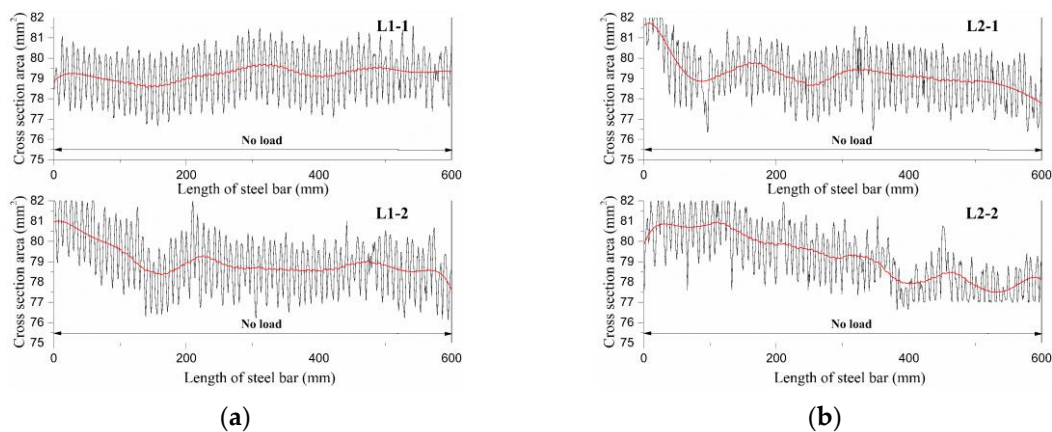 L1-1
Cross section area (mm²)
82
81
80
79
78
77
76
75
No load
0 200 400 600
Length of steel bar (mm)
L1-2
Cross section area (mm²)
82
81
80
79
78
77
76
75
No load
0 200 400 600
Length of steel bar (mm)
(a)
L2-1
Cross section area (mm²)
82
81
80
79
78
77
76
75
No load
0 200 400 600
Length of steel bar (mm)
L2-2
Cross section area (mm²)
82
81
80
79
78
77
76
75
No load
0 200 400 600
Length of steel bar (mm)
(b)